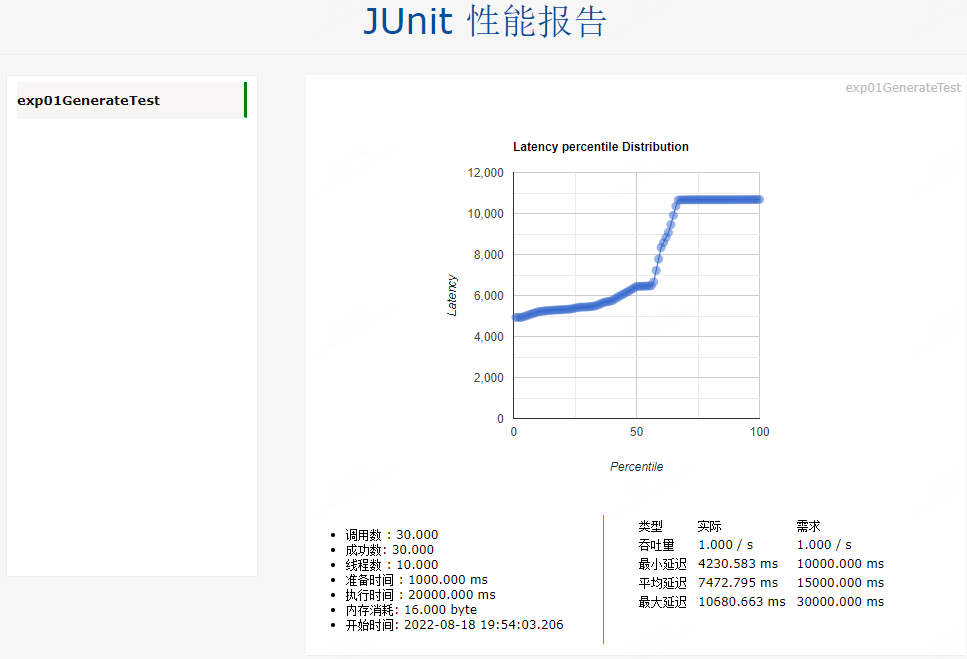 JUnit 性能报告
exp01GenerateTest
exp01GenerateTest
Latency percentile Distribution
12,000
10,000
8,000
6,000
4,000
2,000
0
Latency
0 50 100
Percentile
调用数 : 30.000
成功数: 30.000
线程数 : 10.000
准备时间 : 1000.000 ms
执行时间 : 20000.000 ms
内存消耗: 16.000 byte
开始时间: 2022-08-18 19:54:03.206
类型 实际 需求
吞吐量 1.000 / s 1.000 / s
最小延迟 4230.583 ms 10000.000 ms
平均延迟 7472.795 ms 15000.000 ms
最大延迟 10680.663 ms 30000.000 ms